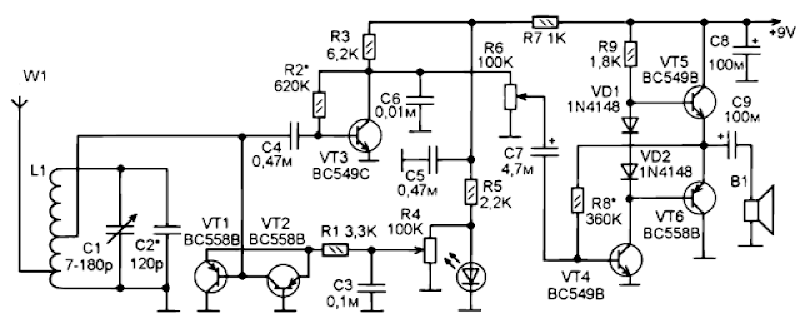 W1
L1
C1
7-180p
C2*
120p
VT1
BC558B
VT2
BC558B
R1 3,3K
C3
0,1м
R4
100K
R5
2,2K
C5
0,47м
C4
0,47м
R2*
620K
R3
6,2K
VT3
BC549C
C6
0,01м
R6
100K
R7 1K
C7
4,7м
+
R8*
360K
VT4
BC549B
R9
1,8K
VD1
1N4148
VD2
1N4148
VT5
BC549B
VT6
BC558B
C8
+
100м
+9V
C9
100м
+
B1